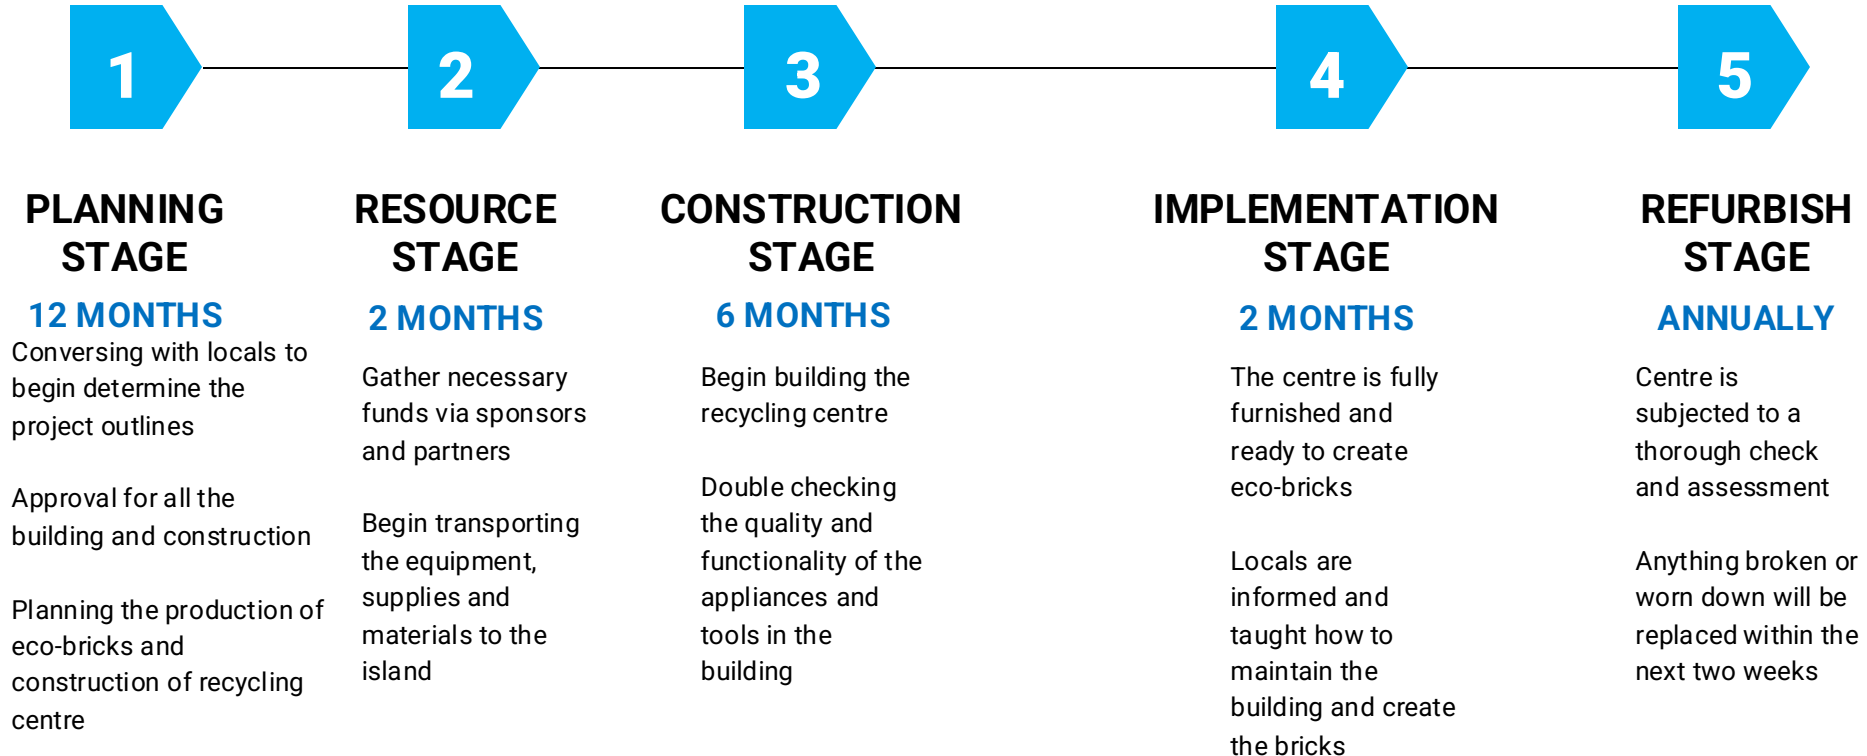 1
2
3
4
5
PLANNING
STAGE
12 MONTHS
Conversing with locals to
begin determine the
project outlines
Approval for all the
building and construction
Planning the production of
eco-bricks and
construction of recycling
centre
RESOURCE
STAGE
2 MONTHS
Gather necessary
funds via sponsors
and partners
Begin transporting
the equipment,
supplies and
materials to the
island
CONSTRUCTION
STAGE
6 MONTHS
Begin building the
recycling centre
Double checking
the quality and
functionality of the
appliances and
tools in the
building
IMPLEMENTATION
STAGE
2 MONTHS
The centre is fully
furnished and
ready to create
eco-bricks
Locals are
informed and
taught how to
maintain the
building and create
the bricks
REFURBISH
STAGE
ANNUALLY
Centre is
subjected to a
thorough check
and assessment
Anything broken or
worn down will be
replaced within the
next two weeks